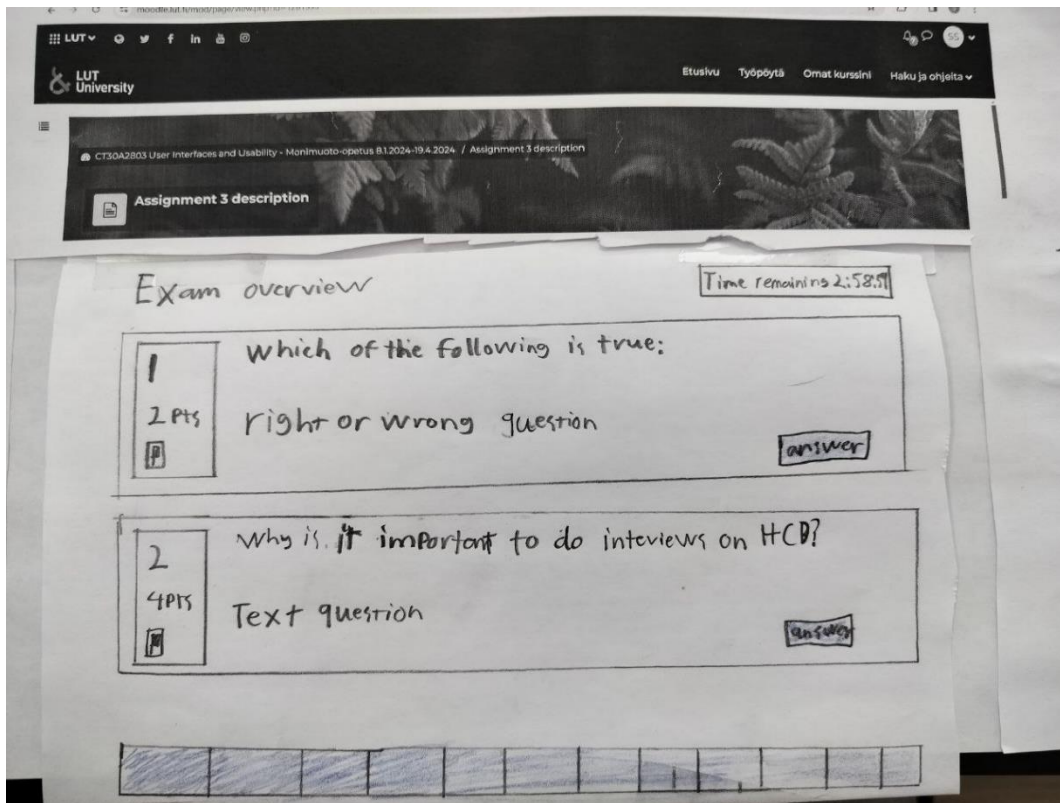 LUT
LUT
University
Etusivu Työpöytä Omat kurssini Haku ja ohjeita
CT30A2803 User Interfaces and Usability - Monimuoto-opetus 8.1.2024-19.4.2024 / Assignment 3 description
Assignment 3 description
Exam overview
Time remaining 2:58:51
1
Which of the following is true:
2 Pts
right or wrong question
answer
2
Why is it important to do interviews on HCD?
4 Pts
Text question
answer